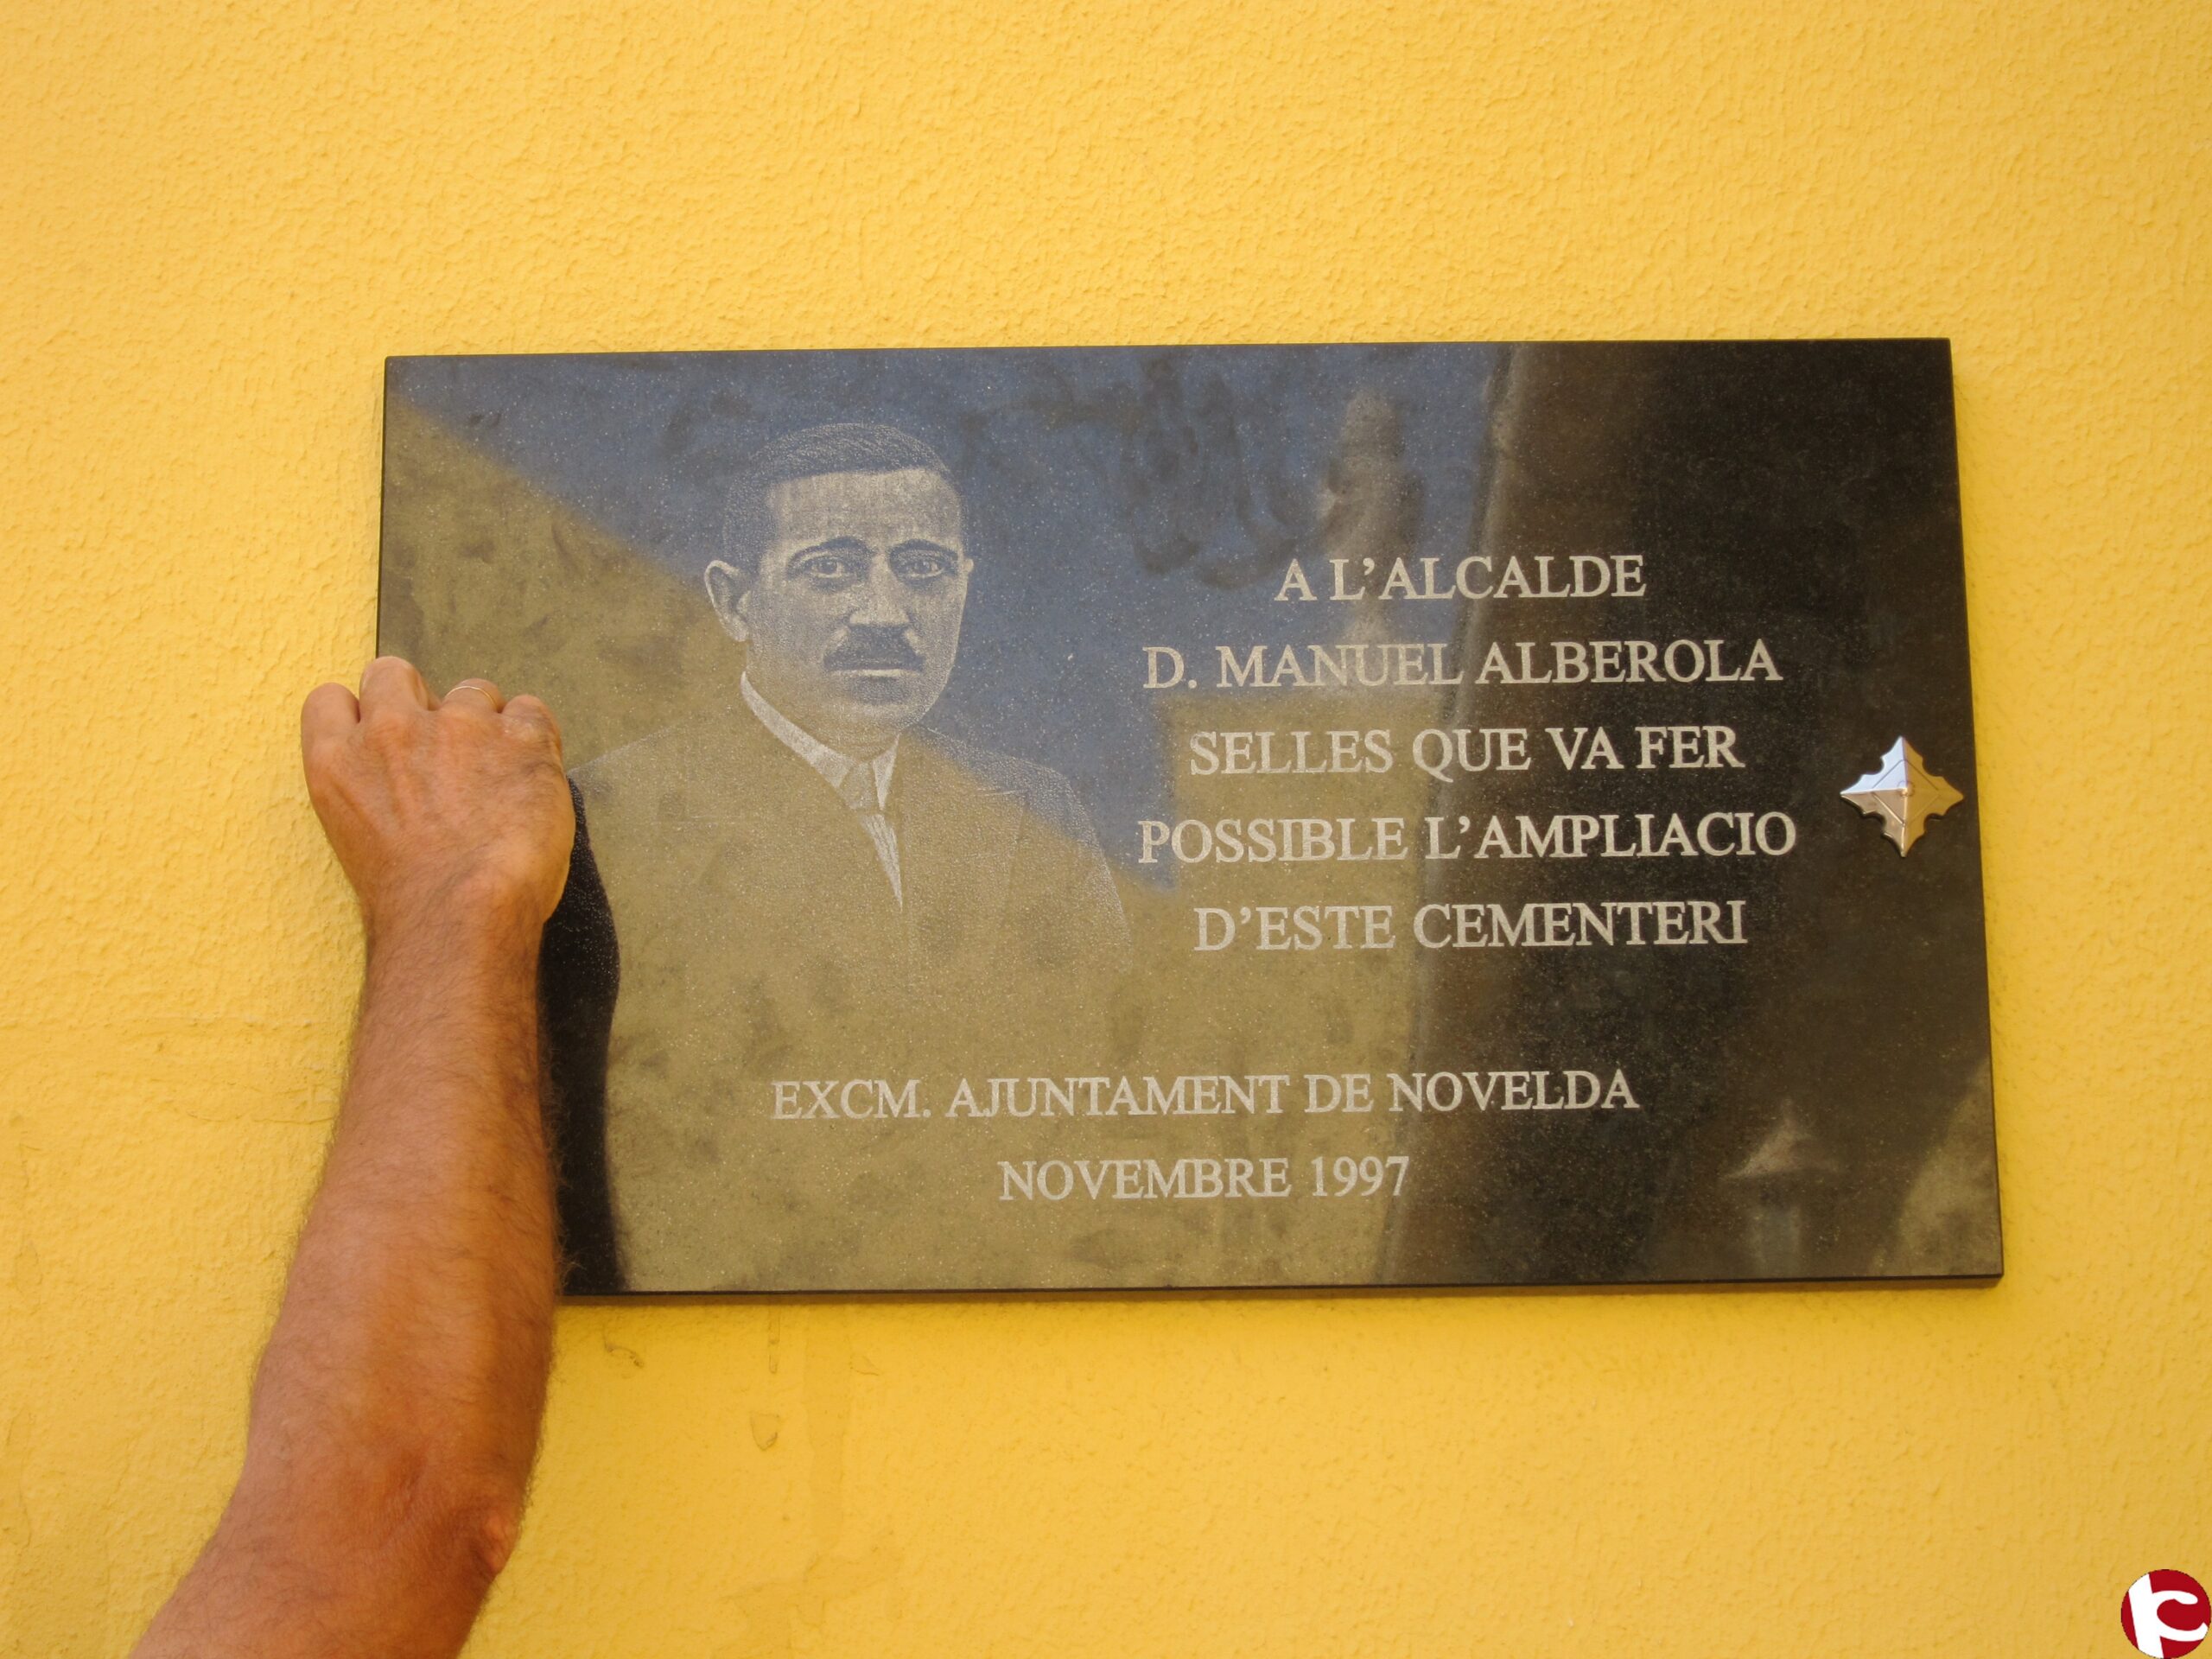 A L'ALCALDE
D. MANUEL ALBEROLA
SELLES QUE VA FER
POSSIBLE L'AMPLIACIO
D'ESTE CEMENTERI
EXCM. AJUNTAMENT DE NOVELDA
NOVEMBRE 1997